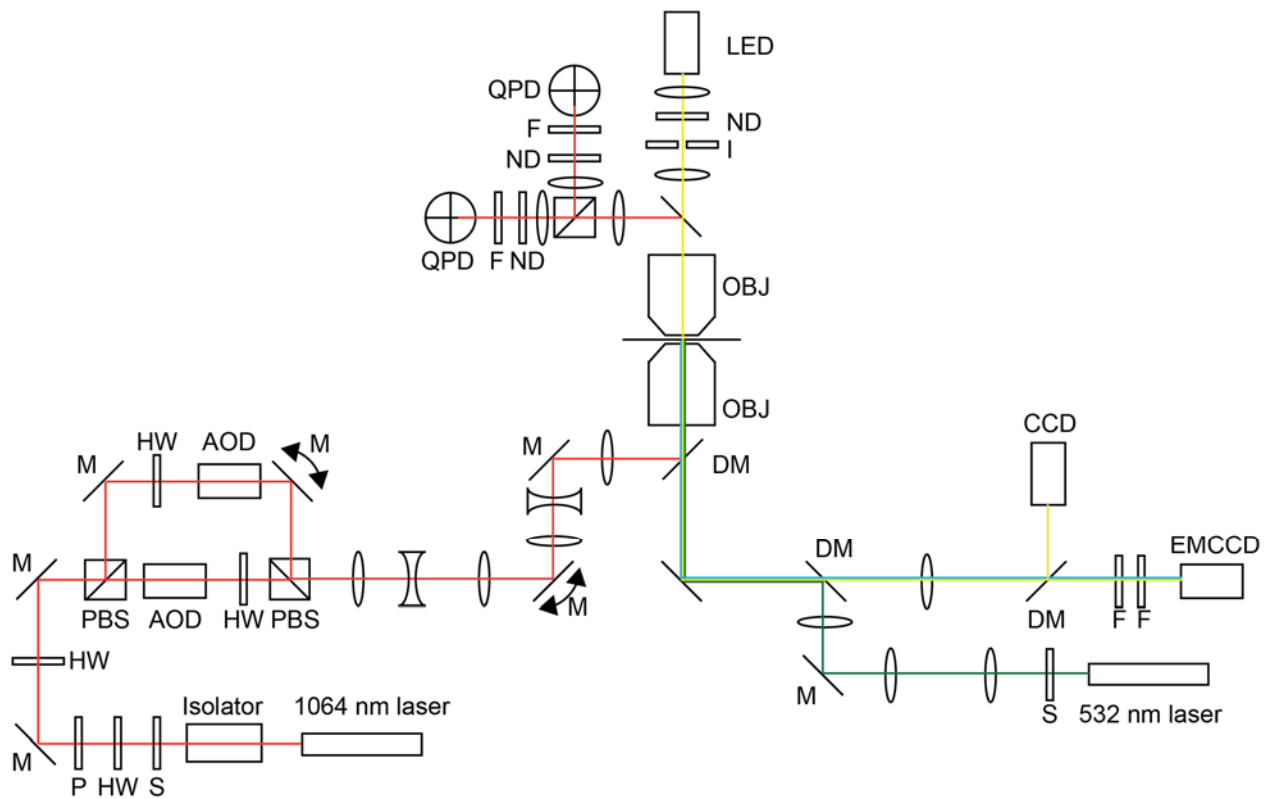 LED
QPD
F
ND
ND
I
QPD
F ND
OBJ
OBJ
CCD
HW
AOD
M
M
M
DM
M
DM
EMCCD
PBS
AOD
HW
PBS
M
DM
F
F
HW
M
Isolator
1064 nm laser
S
532 nm laser
M
P
HW
S